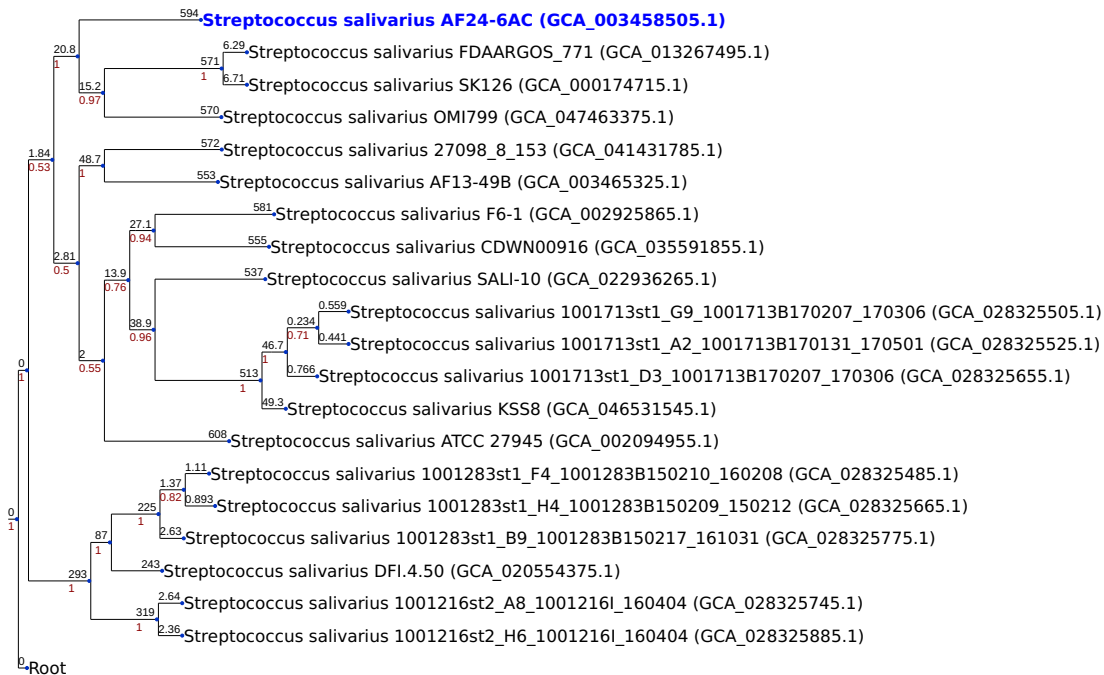 594 Streptococcus salivarius AF24-6AC (GCA_003458505.1)
20.8
1
6.29 Streptococcus salivarius FDAARGOS_771 (GCA_013267495.1)
571
1
6.71 Streptococcus salivarius SK126 (GCA_000174715.1)
15.2
0.97
570 Streptococcus salivarius OMI799 (GCA_047463375.1)
1.84
0.53
572 Streptococcus salivarius 27098_8_153 (GCA_041431785.1)
48.7
1
553 Streptococcus salivarius AF13-49B (GCA_003465325.1)
581 Streptococcus salivarius F6-1 (GCA_002925865.1)
27.1
0.94
555 Streptococcus salivarius CDWN00916 (GCA_035591855.1)
2.81
0.5
13.9
0.76
537 Streptococcus salivarius SALI-10 (GCA_022936265.1)
0.559 Streptococcus salivarius 1001713st1_G9_1001713B170207_170306 (GCA_028325505.1)
0.234
0.71
38.9
0.96
0.441 Streptococcus salivarius 1001713st1_A2_1001713B170131_170501 (GCA_028325525.1)
46.7
1
2
0.55
0
1
0.766 Streptococcus salivarius 1001713st1_D3_1001713B170207_170306 (GCA_028325655.1)
513
1
49.3 Streptococcus salivarius KSS8 (GCA_046531545.1)
608 Streptococcus salivarius ATCC 27945 (GCA_002094955.1)
1.11 Streptococcus salivarius 1001283st1_F4_1001283B150210_160208 (GCA_028325485.1)
1.37
0.82
0.893 Streptococcus salivarius 1001283st1_H4_1001283B150209_150212 (GCA_028325665.1)
225
1
0
1
2.63 Streptococcus salivarius 1001283st1_B9_1001283B150217_161031 (GCA_028325775.1)
87
1
243 Streptococcus salivarius DFI.4.50 (GCA_020554375.1)
293
1
2.64 Streptococcus salivarius 1001216st2_A8_1001216I_160404 (GCA_028325745.1)
319
1
2.36 Streptococcus salivarius 1001216st2_H6_1001216I_160404 (GCA_028325885.1)
0 Root